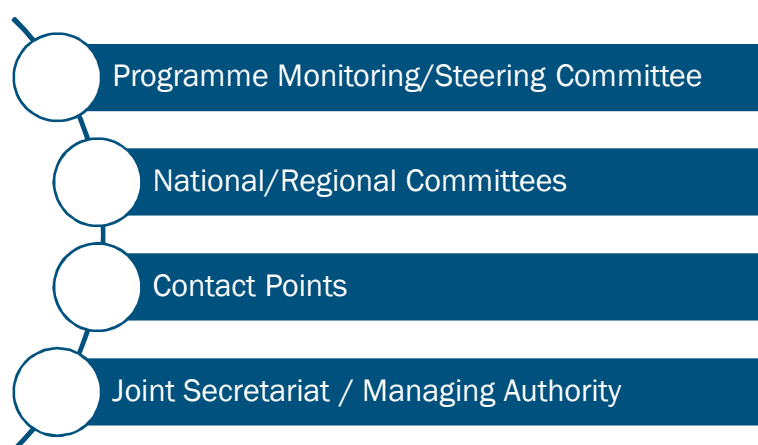 Programme Monitoring/Steering Committee
National/Regional Committees
Contact Points
Joint Secretariat / Managing Authority